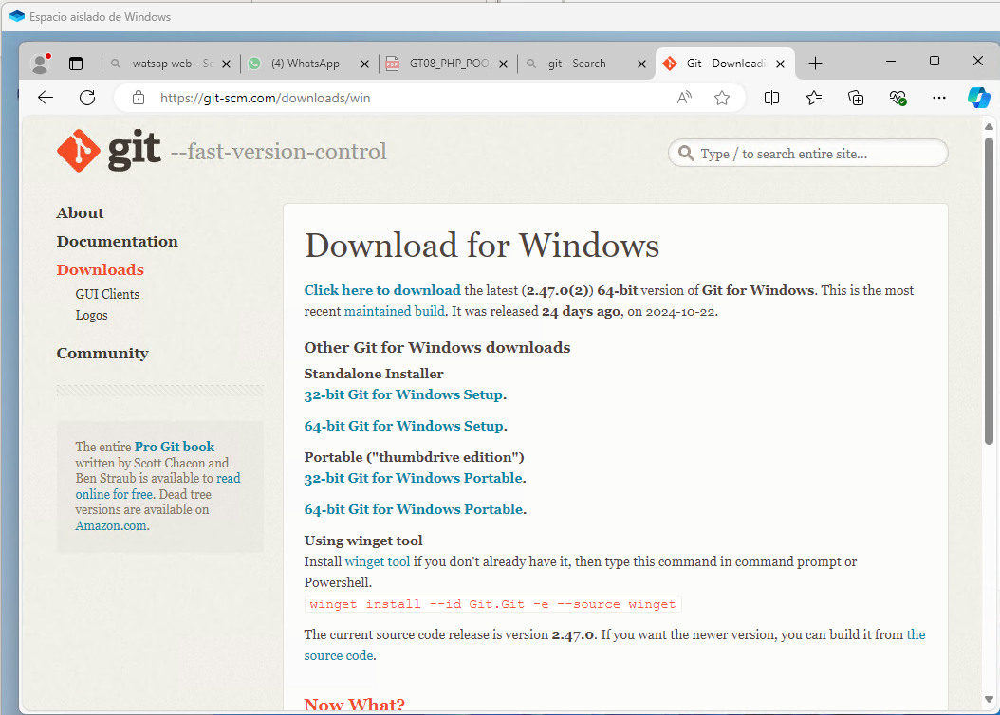 Espacio aislado de Windows
watsap web - Se
(4) WhatsApp
GT08_PHP_POO
git - Search
Git - Downloadi
https://git-scm.com/downloads/win
git --fast-version-control
Type / to search entire site...
About
Documentation
Downloads
GUI Clients
Logos
Community
The entire Pro Git book
written by Scott Chacon and
Ben Straub is available to read
online for free. Dead tree
versions are available on
Amazon.com.
Download for Windows
Click here to download the latest (2.47.0(2)) 64-bit version of Git for Windows. This is the most
recent maintained build. It was released 24 days ago, on 2024-10-22.
Other Git for Windows downloads
Standalone Installer
32-bit Git for Windows Setup.
64-bit Git for Windows Setup.
Portable ("thumbdrive edition")
32-bit Git for Windows Portable.
64-bit Git for Windows Portable.
Using winget tool
Install winget tool if you don't already have it, then type this command in command prompt or
Powershell.
winget install --id Git.Git -e --source winget
The current source code release is version 2.47.0. If you want the newer version, you can build it from the
source code.
Now What?